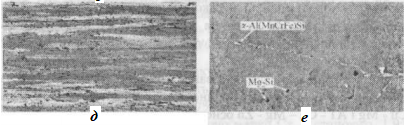 α-Al(MnCrFe)Si
Mg₂Si
д
е